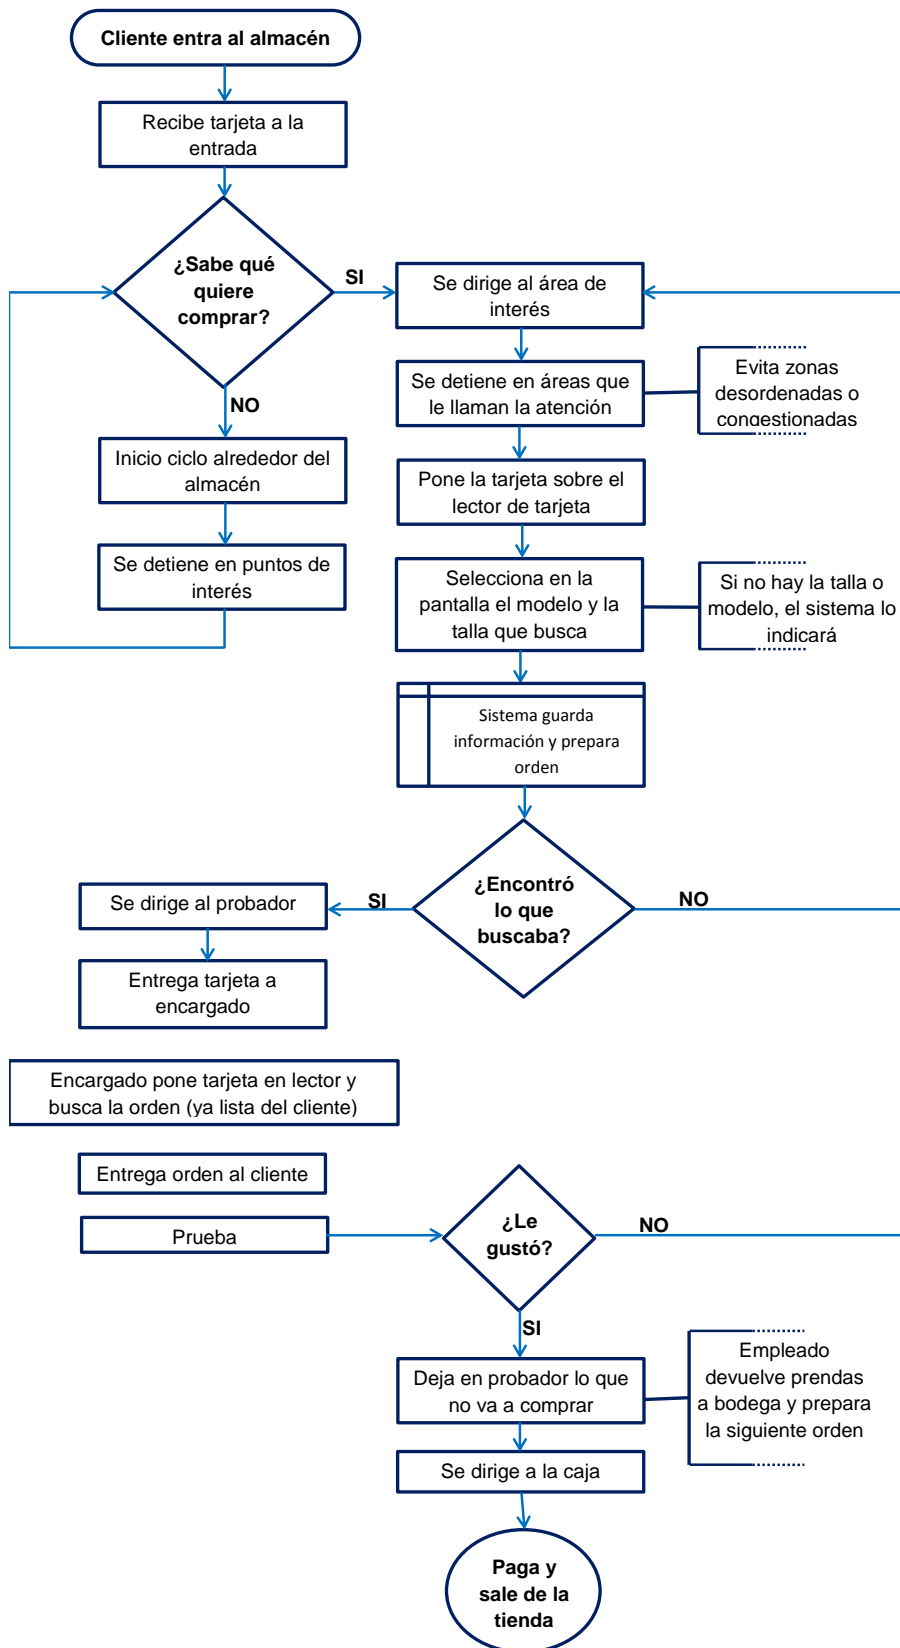 Cliente entra al almacén
Recibe tarjeta a la
entrada
¿Sabe qué
quiere
comprar?
SI
Se dirige al área de
interés
Se detiene en áreas que
le llaman la atención
Evita zonas
desordenadas o
congestionadas
NO
Inicio ciclo alrededor del
almacén
Pone la tarjeta sobre el
lector de tarjeta
Se detiene en puntos de
interés
Selecciona en la
pantalla el modelo y la
talla que busca
Si no hay la talla o
modelo, el sistema lo
indicará
Sistema guarda
información y prepara
orden
¿Encontró
lo que
buscaba?
SI
NO
Se dirige al probador
Entrega tarjeta a
encargado
Encargado pone tarjeta en lector y
busca la orden (ya lista del cliente)
Entrega orden al cliente
Prueba
¿Le
gustó?
NO
SI
Deja en probador lo que
no va a comprar
Empleado
devuelve prendas
a bodega y prepara
la siguiente orden
Se dirige a la caja
Paga y
sale de la
tienda